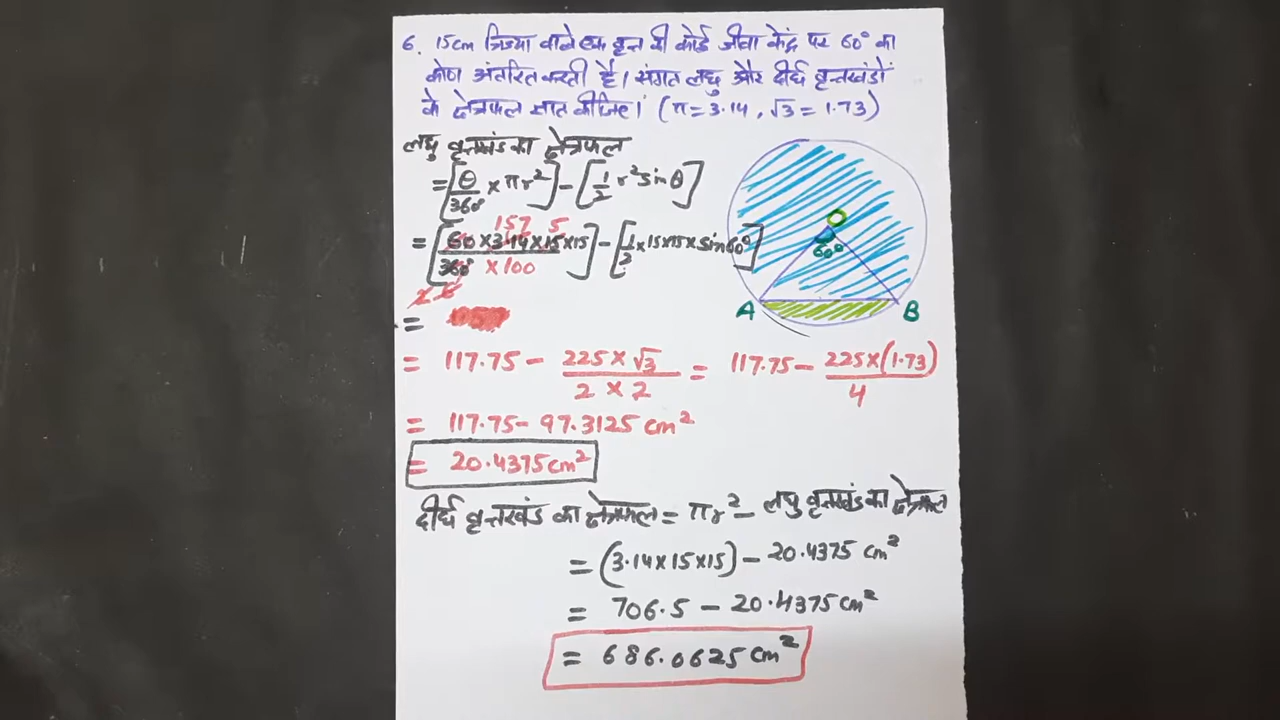 6. 15cm त्रिज्या वाले एक वृत्त की कोई जीवा केंद्र पर 60° का
कोण अंतरित करती है। संगत लघु और दीर्घ वृत्तखंडों
के क्षेत्रफल ज्ञात कीजिए। (π=3.14, √3=1.73)
लघु वृत्तखंड का क्षेत्रफल
=[θ/360° × πr²]-[1/2 r² sin θ]
157 5
=[60×3.14×15×15/360° ×100]-[1/2 ×15×15×sin60°]
=
= 117.75 - 225×√3/2×2 = 117.75 - 225×(1.73)/4
= 117.75 - 97.3125 cm²
= 20.4375 cm²
दीर्घ वृत्तखंड का क्षेत्रफल = πr² - लघु वृत्तखंड का क्षेत्रफल
= (3.14×15×15) - 20.4375 cm²
= 706.5 - 20.4375 cm²
= 686.0625 cm²
O
60°
A
B